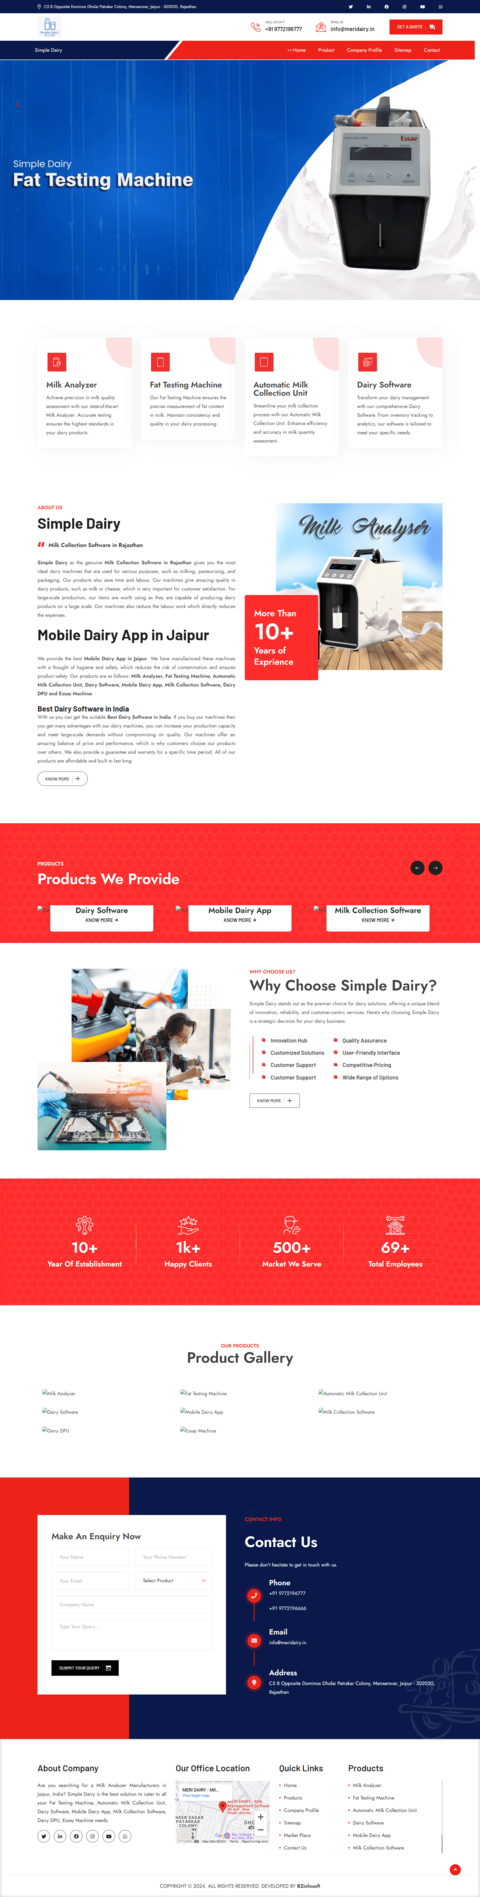 C3 B Opposite Dominos Dholai Patrakar Colony, Mansarovar, Jaipur - 302020, Rajasthan
CALL US 24/7
+91 9772196777
EMAIL US
info@meridairy.in
GET A QUOTE
Simple Dairy
Home
Product
Company Profile
Sitemap
Contact
Simple Dairy
Fat Testing Machine
Essae
Milk Analyzer
Achieve precision in milk quality
assessment with our state-of-the-art
Milk Analyzer. Accurate testing
ensures the highest standards in
your dairy products.
Fat Testing Machine
Our Fat Testing Machine ensures the
precise measurement of fat content
in milk. Maintain consistency and
quality in your dairy processing.
Automatic Milk
Collection Unit
Streamline your milk collection
process with our Automatic Milk
Collection Unit. Enhance efficiency
and accuracy in milk quantity
assessment.
Dairy Software
Transform your dairy management
with our comprehensive Dairy
Software. From inventory tracking to
analytics, our software is tailored to
meet your specific needs.
ABOUT US
Simple Dairy
Milk Collection Software in Rajasthan
Simple Dairy as the genuine Milk Collection Software in Rajasthan gives you the most
ideal dairy machines that are used for various purposes, such as milking, pasteurising, and
packaging. Our products also save time and labour. Our machines give amazing quality in
dairy products, such as milk or cheese, which is very important for customer satisfaction. For
large-scale production, our items are work using as they are capable of producing dairy
products on a large scale. Our machines also reduce the labour work which directly reduces
the expenses.
Mobile Dairy App in Jaipur
We provide the best Mobile Dairy App in Jaipur. We have manufactured these machines
with a thought of hygiene and safety, which reduces the risk of contamination and ensures
product safety. Our products are as follows: Milk Analyzer, Fat Testing Machine, Automatic
Milk Collection Unit, Dairy Software, Mobile Dairy App, Milk Collection Software, Dairy
DPU and Essay Machine.
Best Dairy Software in India
With us you can get the suitable Best Dairy Software in India. If you buy our machines then
you get many advantages with our dairy machines, you can increase your production capacity
and meet large-scale demands without compromising on quality. Our machines offer an
amazing balance of price and performance, which is why customers choose our products
over others. We also provide a guarantee and warranty for a specific time period. All of our
products are affordable and built to last long.
KNOW MORE +
Milk Analyser
More Than
10+
Years of
Exprience
PRODUCTS
Products We Provide
Dairy Software
KNOW MORE
Mobile Dairy App
KNOW MORE
Milk Collection Software
KNOW MORE
WHY CHOOSE US?
Why Choose Simple Dairy?
Simple Dairy stands out as the premier choice for dairy solutions, offering a unique blend
of innovation, reliability, and customer-centric services. Here's why choosing Simple Dairy
is a strategic decision for your dairy business:
Innovation Hub
Quality Assurance
Customized Solutions
User-Friendly Interface
Customer Support
Competitive Pricing
Customer Support
Wide Range of Options
KNOW MORE +
10+
Year Of Establishment
1k+
Happy Clients
500+
Market We Serve
69+
Total Employees
OUR PRODUCTS
Product Gallery
Milk Analyzer
Fat Testing Machine
Automatic Milk Collection Unit
Dairy Software
Mobile Dairy App
Milk Collection Software
Dairy DPU
Essay Machine
Make An Enquiry Now
Your Name
Your Phone Number
Your Email
Select Product
Company Name
Type Your Query...
SUBMIT YOUR QUERY
CONTACT INFO
Contact Us
Please don't hesitate to get in touch with us.
Phone
+91 9772196777
+91 9772196666
Email
info@meridairy.in
Address
C3 B Opposite Dominos Dholai Patrakar Colony, Mansarovar, Jaipur - 302020,
Rajasthan
About Company
Are you searching for a Milk Analyzer Manufacturers in
Jaipur, India? Simple Dairy is the best solution to cater to all
your Fat Testing Machine, Automatic Milk Collection Unit,
Dairy Software, Mobile Dairy App, Milk Collection Software,
Dairy DPU, Essay Machine needs.
Our Office Location
MERI DAIRY - Mil...
View larger map
Quick Links
Home
Products
Company Profile
Sitemap
Market Place
Contact Us
Products
Milk Analyzer
Fat Testing Machine
Automatic Milk Collection Unit
Dairy Software
Mobile Dairy App
Milk Collection Software
COPYRIGHT © 2024. ALL RIGHTS RESERVED. DEVELOPED BY B2infosoft